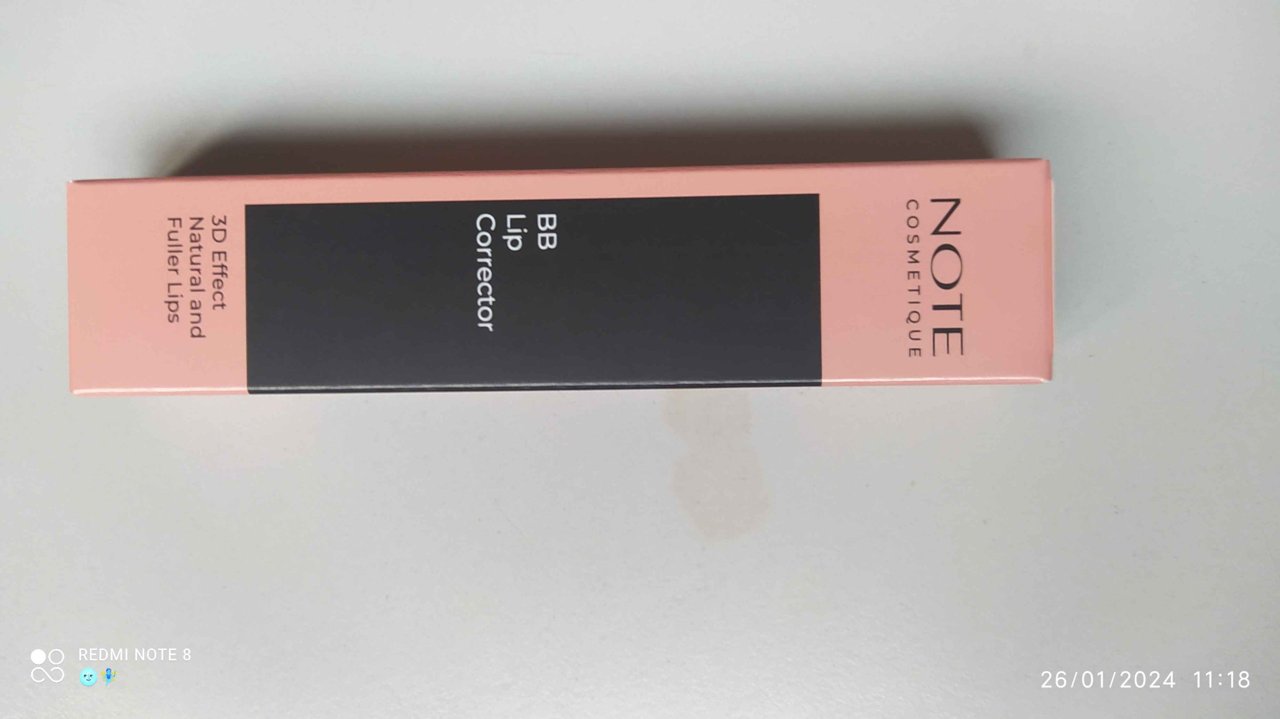 NOTE
COSMETIQUE
BB
Lip
Corrector
3D Effect
Natural and
Fuller Lips
REDMI NOTE 8
26/01/2024 11:18